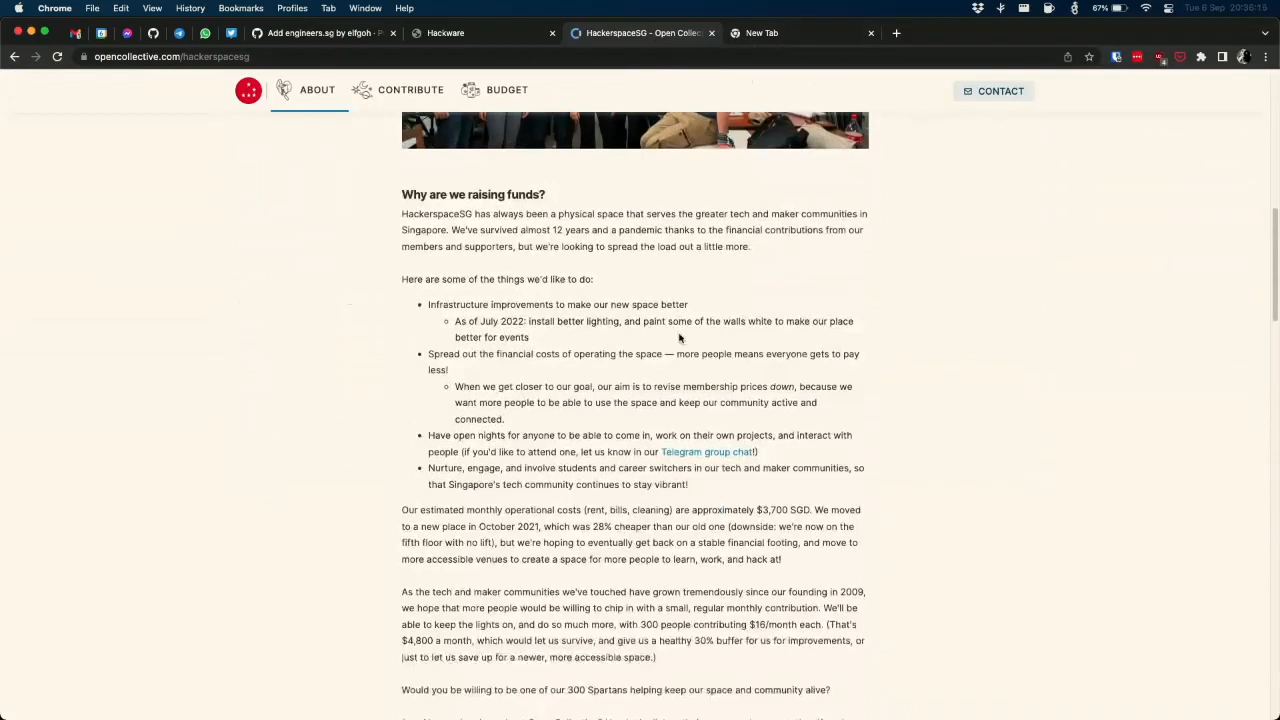 Chrome File Edit View History Bookmarks Profiles Tab Window Help 67% Tue 6 Sep 20:36:15
Add engineers.sg by elfgoh · P
Hackware
HackerspaceSG - Open Collec
New Tab
opencollective.com/hackerspacesg
ABOUT CONTRIBUTE BUDGET CONTACT
Why are we raising funds?
HackerspaceSG has always been a physical space that serves the greater tech and maker communities in
Singapore. We've survived almost 12 years and a pandemic thanks to the financial contributions from our
members and supporters, but we're looking to spread the load out a little more.
Here are some of the things we'd like to do:
• Infrastructure improvements to make our new space better
◦ As of July 2022: install better lighting, and paint some of the walls white to make our place
better for events
• Spread out the financial costs of operating the space — more people means everyone gets to pay
less!
◦ When we get closer to our goal, our aim is to revise membership prices down, because we
want more people to be able to use the space and keep our community active and
connected.
• Have open nights for anyone to be able to come in, work on their own projects, and interact with
people (if you'd like to attend one, let us know in our Telegram group chat!)
• Nurture, engage, and involve students and career switchers in our tech and maker communities, so
that Singapore's tech community continues to stay vibrant!
Our estimated monthly operational costs (rent, bills, cleaning) are approximately $3,700 SGD. We moved
to a new place in October 2021, which was 28% cheaper than our old one (downside: we're now on the
fifth floor with no lift), but we're hoping to eventually get back on a stable financial footing, and move to
more accessible venues to create a space for more people to learn, work, and hack at!
As the tech and maker communities we've touched have grown tremendously since our founding in 2009,
we hope that more people would be willing to chip in with a small, regular monthly contribution. We'll be
able to keep the lights on, and do so much more, with 300 people contributing $16/month each. (That's
$4,800 a month, which would let us survive, and give us a healthy 30% buffer for us for improvements, or
just to let us save up for a newer, more accessible space.)
Would you be willing to be one of our 300 Spartans helping keep our space and community alive?